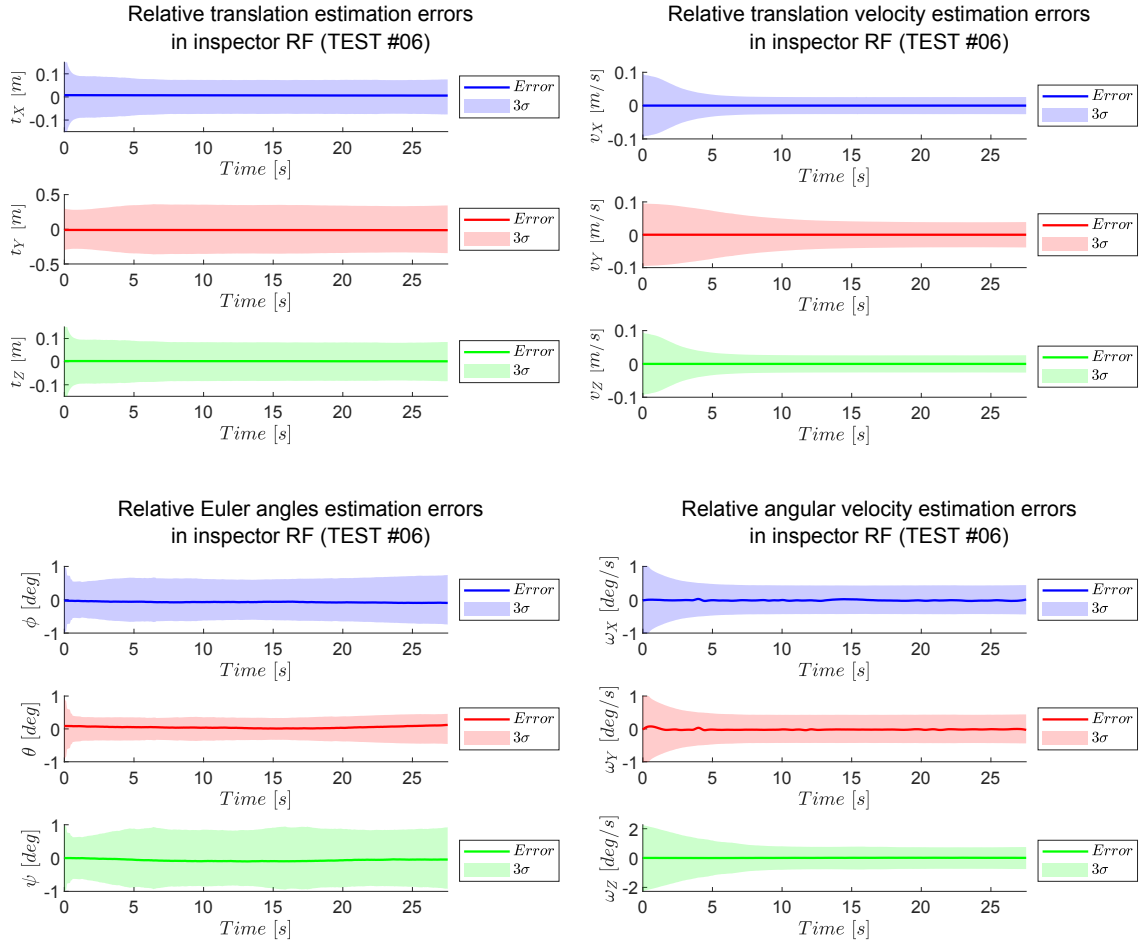 Relative translation estimation errors
in inspector RF (TEST #06)
0.1
0
-0.1
t_X [m]
0 5 10 15 20 25
Time [s]
Error
3σ
0.5
0
-0.5
t_Y [m]
0 5 10 15 20 25
Time [s]
Error
3σ
0.1
0
-0.1
t_Z [m]
0 5 10 15 20 25
Time [s]
Error
3σ
Relative translation velocity estimation errors
in inspector RF (TEST #06)
0.1
0
-0.1
v_X [m/s]
0 5 10 15 20 25
Time [s]
Error
3σ
0.1
0
-0.1
v_Y [m/s]
0 5 10 15 20 25
Time [s]
Error
3σ
0.1
0
-0.1
v_Z [m/s]
0 5 10 15 20 25
Time [s]
Error
3σ
Relative Euler angles estimation errors
in inspector RF (TEST #06)
1
0
-1
ϕ [deg]
0 5 10 15 20 25
Time [s]
Error
3σ
1
0
-1
θ [deg]
0 5 10 15 20 25
Time [s]
Error
3σ
1
0
-1
ψ [deg]
0 5 10 15 20 25
Time [s]
Error
3σ
Relative angular velocity estimation errors
in inspector RF (TEST #06)
1
0
-1
ω_X [deg/s]
0 5 10 15 20 25
Time [s]
Error
3σ
1
0
-1
ω_Y [deg/s]
0 5 10 15 20 25
Time [s]
Error
3σ
2
0
-2
ω_Z [deg/s]
0 5 10 15 20 25
Time [s]
Error
3σ